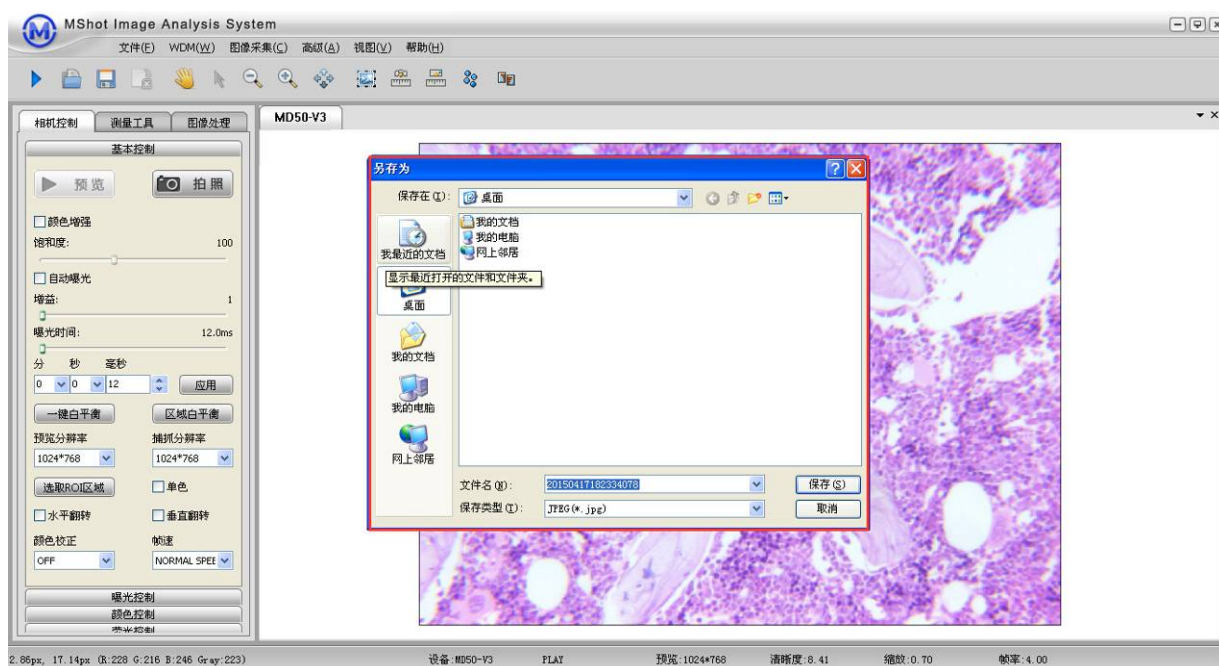 MShot Image Analysis System
文件(F) WDM(W) 图像采集(C) 高级(A) 视图(V) 帮助(H)
相机控制 测量工具 图像处理
MD50-V3
基本控制
预览 拍照
颜色增强
饱和度: 100
自动曝光
增益: 1
曝光时间: 12.0ms
分 秒 毫秒
0 0 12 应用
一键白平衡 区域白平衡
预览分辨率 捕抓分辨率
1024*768 1024*768
选取ROI区域 单色
水平翻转 垂直翻转
颜色校正 帧速
OFF NORMAL SPEE
曝光控制
颜色控制
荧光控制
另存为
保存在(I): 桌面
我最近的文档
显示最近打开的文件和文件夹。
桌面
我的文档
我的电脑
网上邻居
我的文档
我的电脑
网上邻居
文件名(N): 20150417182334078 保存(S)
保存类型(T): JPEG(*.jpg) 取消
2.86px, 17.14px (R:228 G:216 B:246 Gray:223) 设备:MD50-V3 PLAY 预览:1024*768 清晰度:8.41 缩放:0.70 帧率:4.00